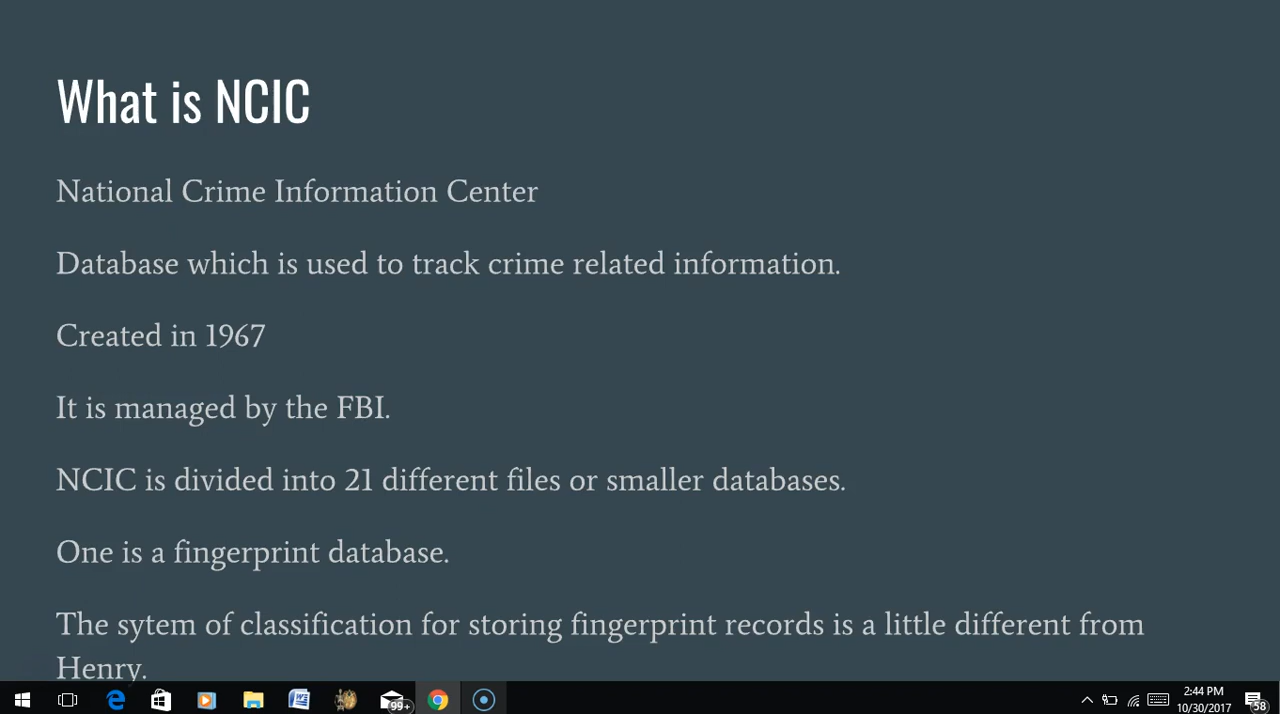 What is NCIC
National Crime Information Center
Database which is used to track crime related information.
Created in 1967
It is managed by the FBI.
NCIC is divided into 21 different files or smaller databases.
One is a fingerprint database.
The sytem of classification for storing fingerprint records is a little different from
Henry.
99+
2:44 PM
10/30/2017
58